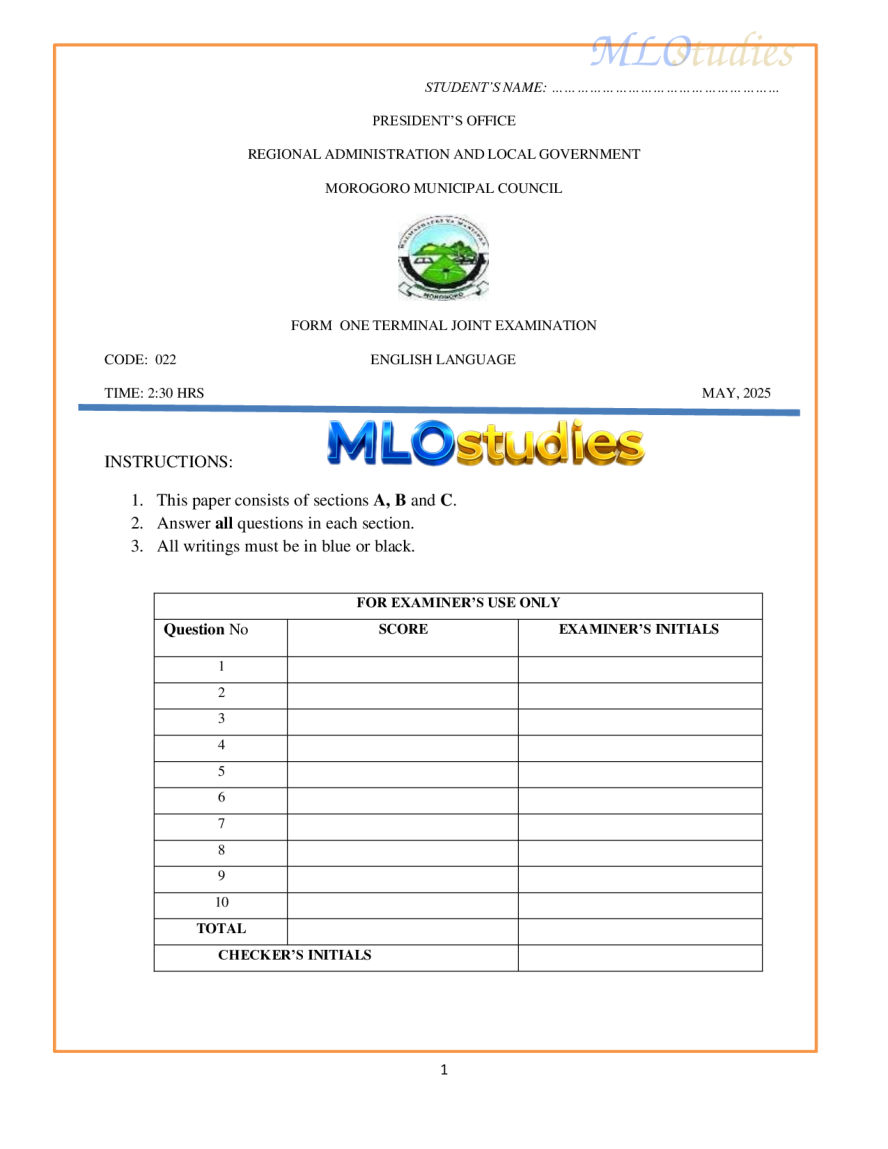 MLOstudies
STUDENT'S NAME: ………………………………………………
PRESIDENT'S OFFICE
REGIONAL ADMINISTRATION AND LOCAL GOVERNMENT
MOROGORO MUNICIPAL COUNCIL
MOROGORO
FORM ONE TERMINAL JOINT EXAMINATION
CODE: 022 ENGLISH LANGUAGE
TIME: 2:30 HRS MAY, 2025
MLOstudies
INSTRUCTIONS:
1. This paper consists of sections A, B and C.
2. Answer all questions in each section.
3. All writings must be in blue or black.
FOR EXAMINER'S USE ONLY
Question No SCORE EXAMINER'S INITIALS
1
2
3
4
5
6
7
8
9
10
TOTAL
CHECKER'S INITIALS
1